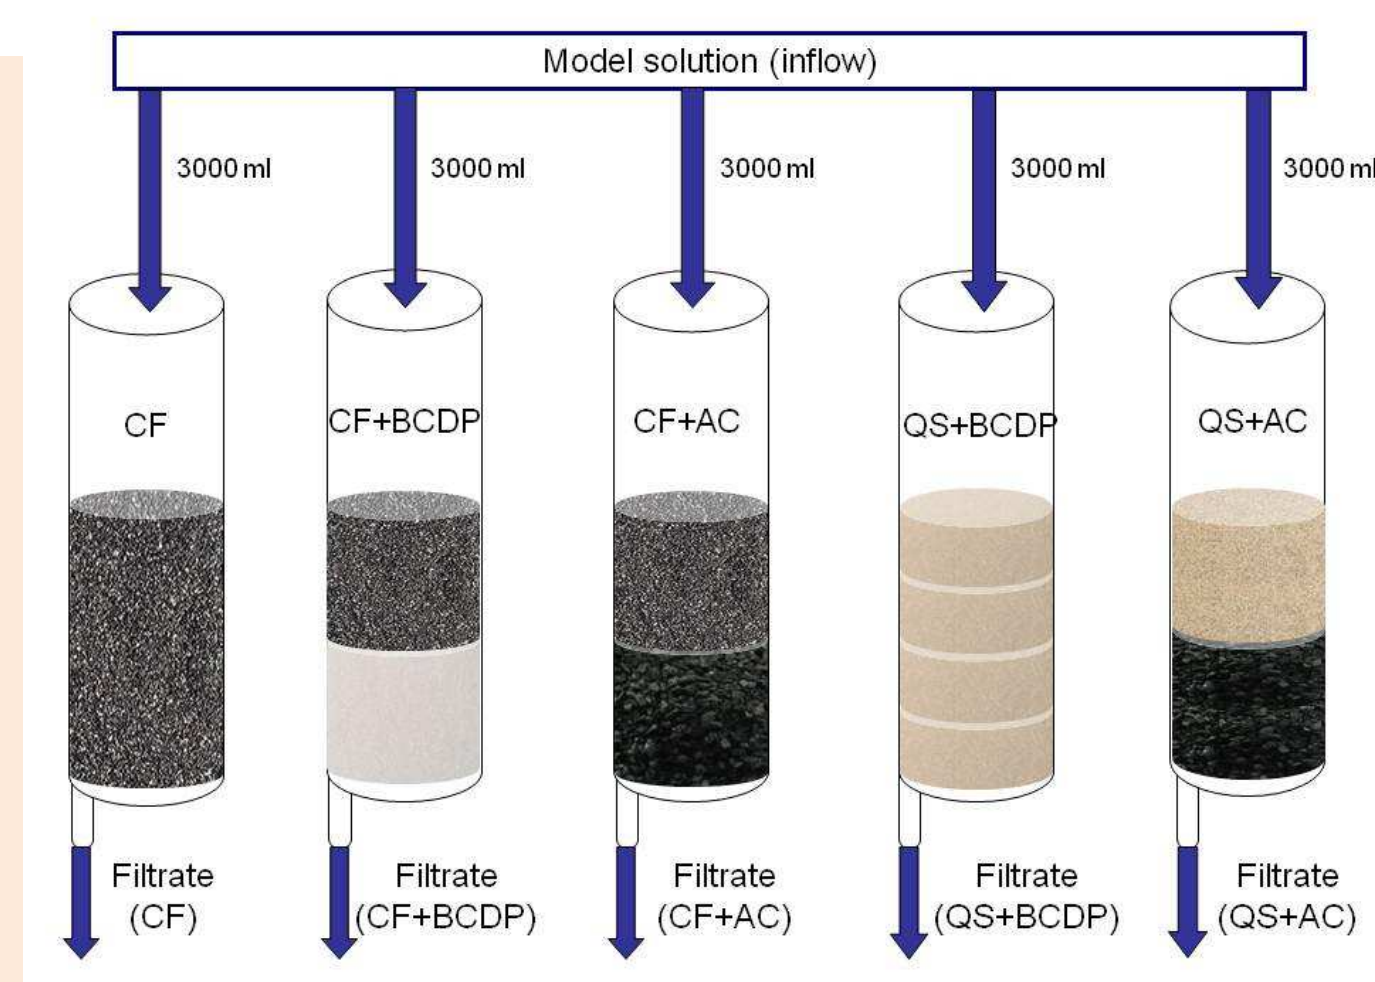 Model solution (inflow)
3000 ml
3000 ml
3000 ml
3000 ml
3000 ml
CF
CF+BCDP
CF+AC
QS+BCDP
QS+AC
Filtrate
(CF)
Filtrate
(CF+BCDP)
Filtrate
(CF+AC)
Filtrate
(QS+BCDP)
Filtrate
(QS+AC)